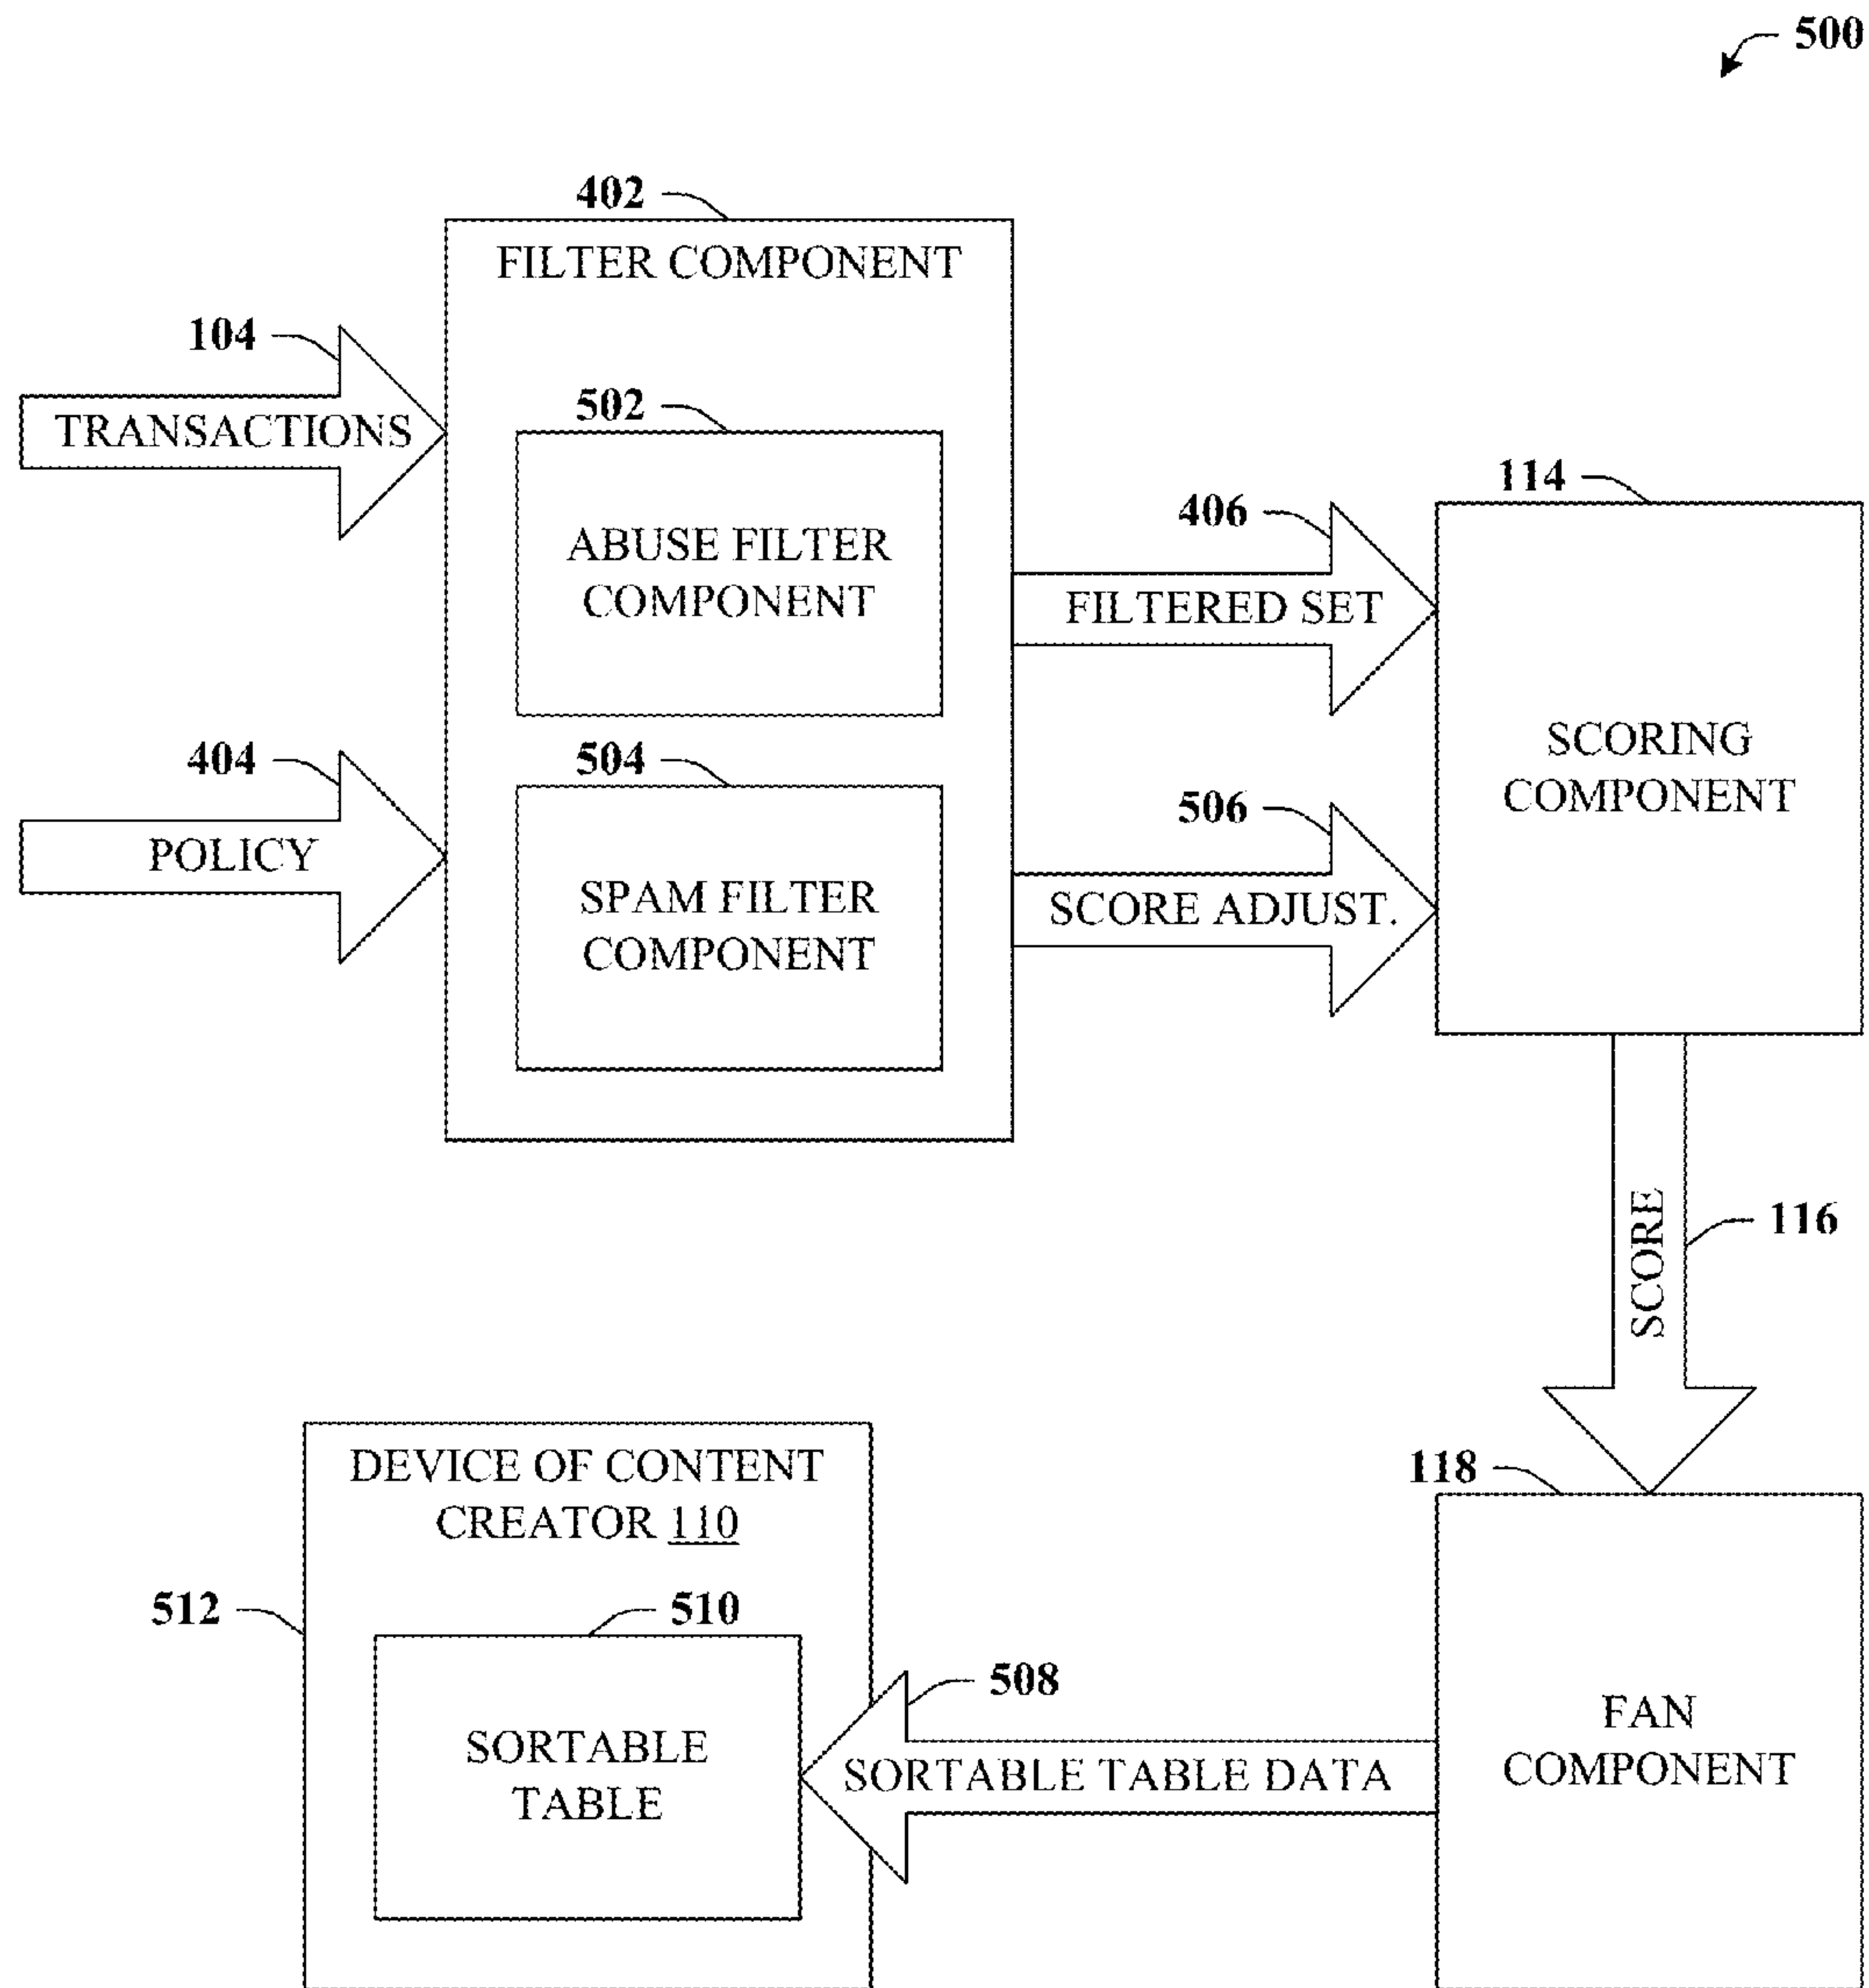 500
402
FILTER COMPONENT
104
TRANSACTIONS
502
ABUSE FILTER
COMPONENT
406
FILTERED SET
114
SCORING
COMPONENT
404
POLICY
504
SPAM FILTER
COMPONENT
506
SCORE ADJUST.
SCORE
116
DEVICE OF CONTENT
CREATOR 110
512
510
SORTABLE
TABLE
508
SORTABLE TABLE DATA
118
FAN
COMPONENT